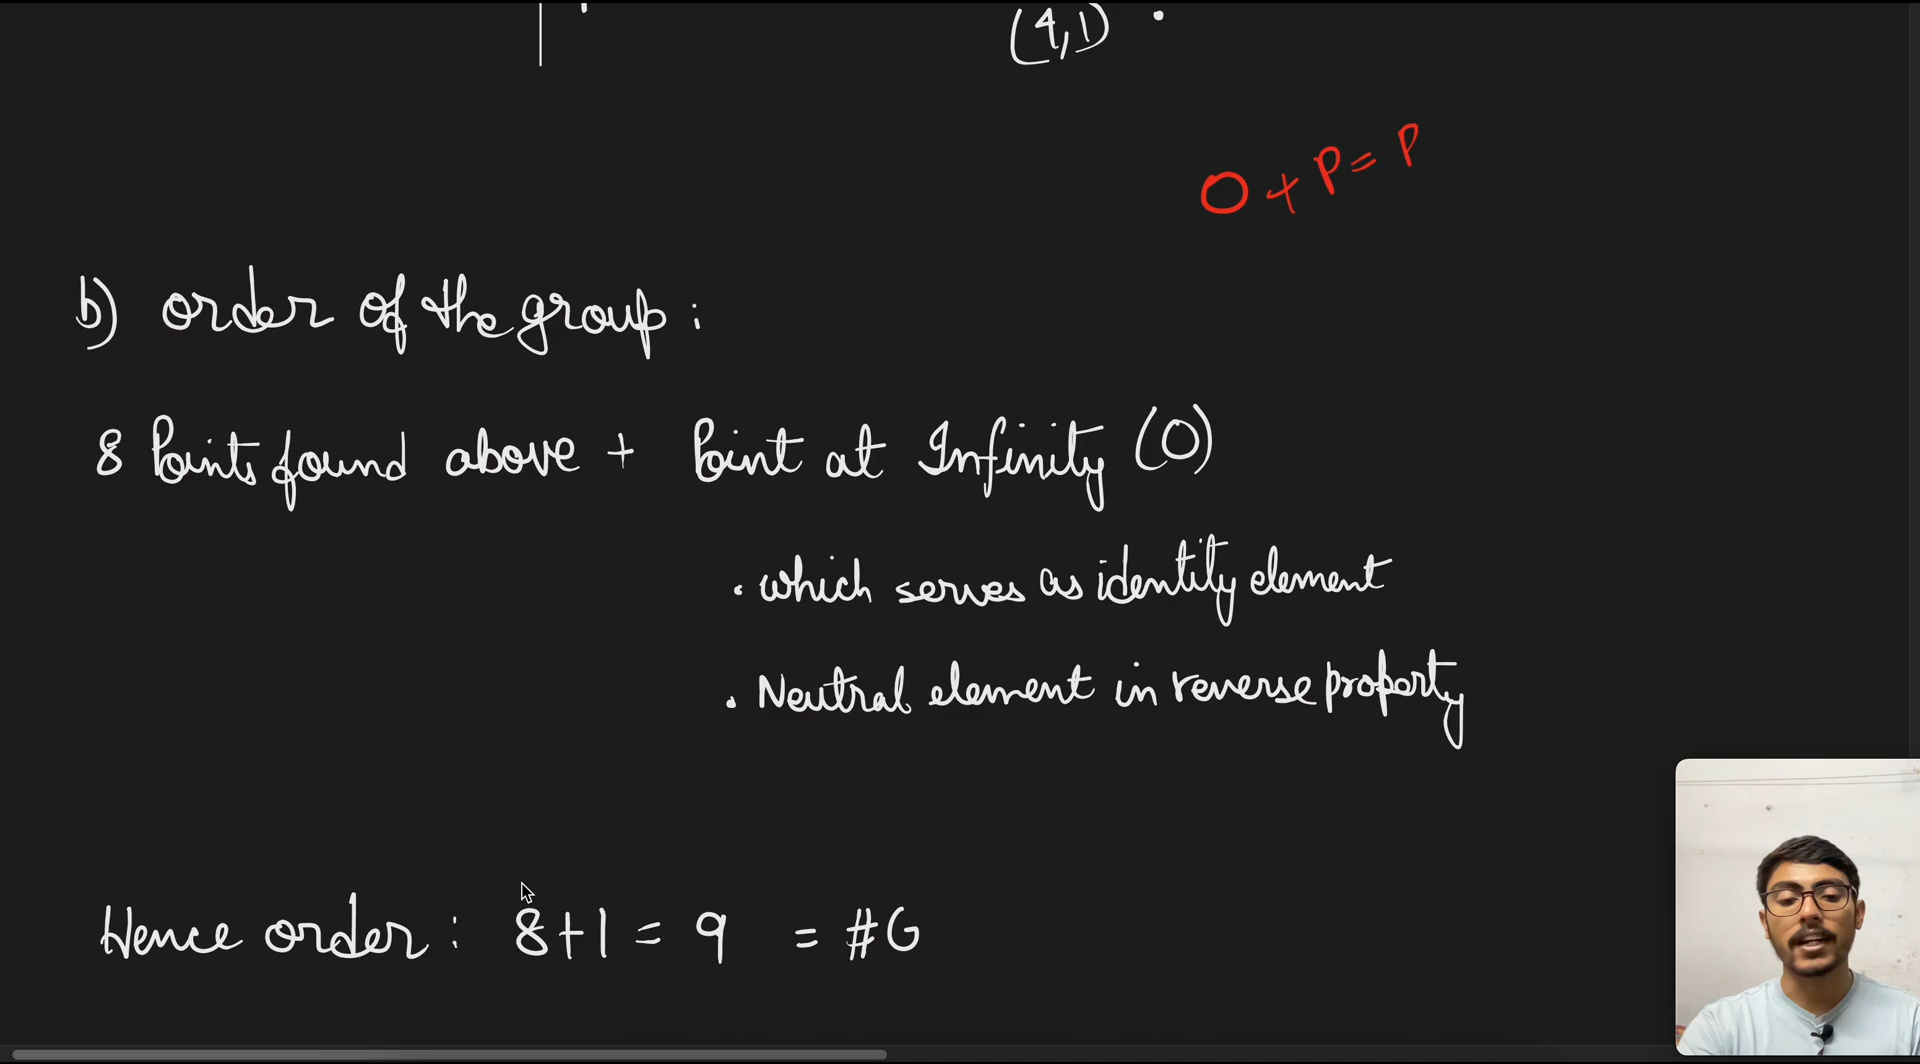 (4,1) .
O + P = P
b) order of the group :
8 Points found above + Point at Infinity (O)
. which serves as identity element
. Neutral element in reverse property
Hence order : 8+1 = 9 = #G